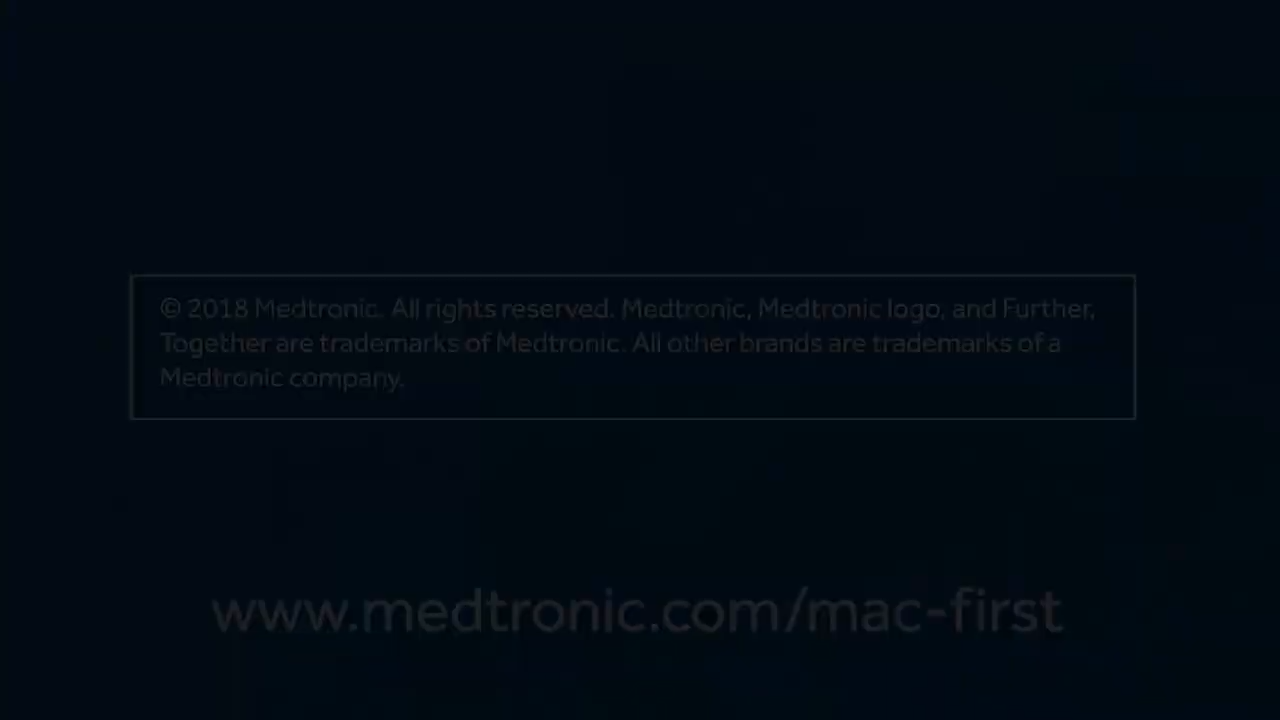 © 2018 Medtronic. All rights reserved. Medtronic, Medtronic logo, and Further,
Together are trademarks of Medtronic. All other brands are trademarks of a
Medtronic company.
www.medtronic.com/mac-first